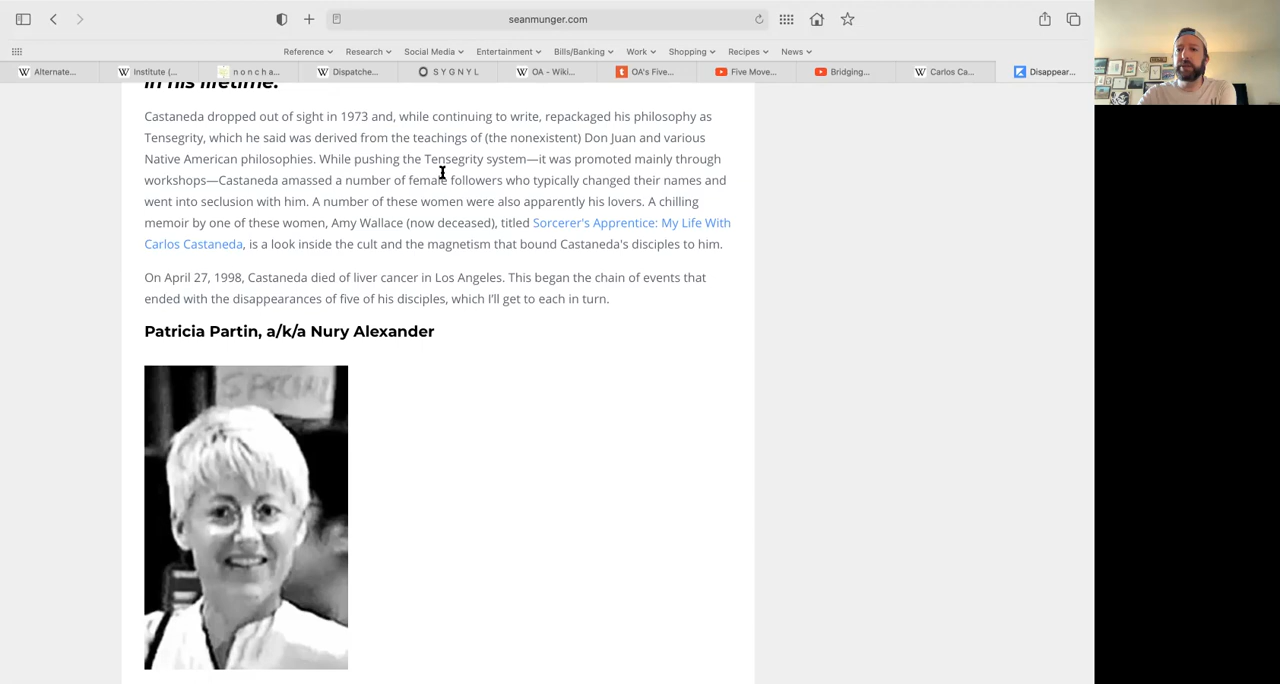 seanmunger.com
Reference
Research
Social Media
Entertainment
Bills/Banking
Work
Shopping
Recipes
News
Alternate...
Institute (...
n o n c h a...
Dispatche...
S Y G N Y L
OA - Wiki...
OA's Five...
Five Move...
Bridging...
Carlos Ca...
Disappear...
in his lifetime.
Castaneda dropped out of sight in 1973 and, while continuing to write, repackaged his philosophy as
Tensegrity, which he said was derived from the teachings of (the nonexistent) Don Juan and various
Native American philosophies. While pushing the Tensegrity system—it was promoted mainly through
workshops—Castaneda amassed a number of female followers who typically changed their names and
went into seclusion with him. A number of these women were also apparently his lovers. A chilling
memoir by one of these women, Amy Wallace (now deceased), titled Sorcerer's Apprentice: My Life With
Carlos Castaneda, is a look inside the cult and the magnetism that bound Castaneda's disciples to him.
On April 27, 1998, Castaneda died of liver cancer in Los Angeles. This began the chain of events that
ended with the disappearances of five of his disciples, which I'll get to each in turn.
Patricia Partin, a/k/a Nury Alexander